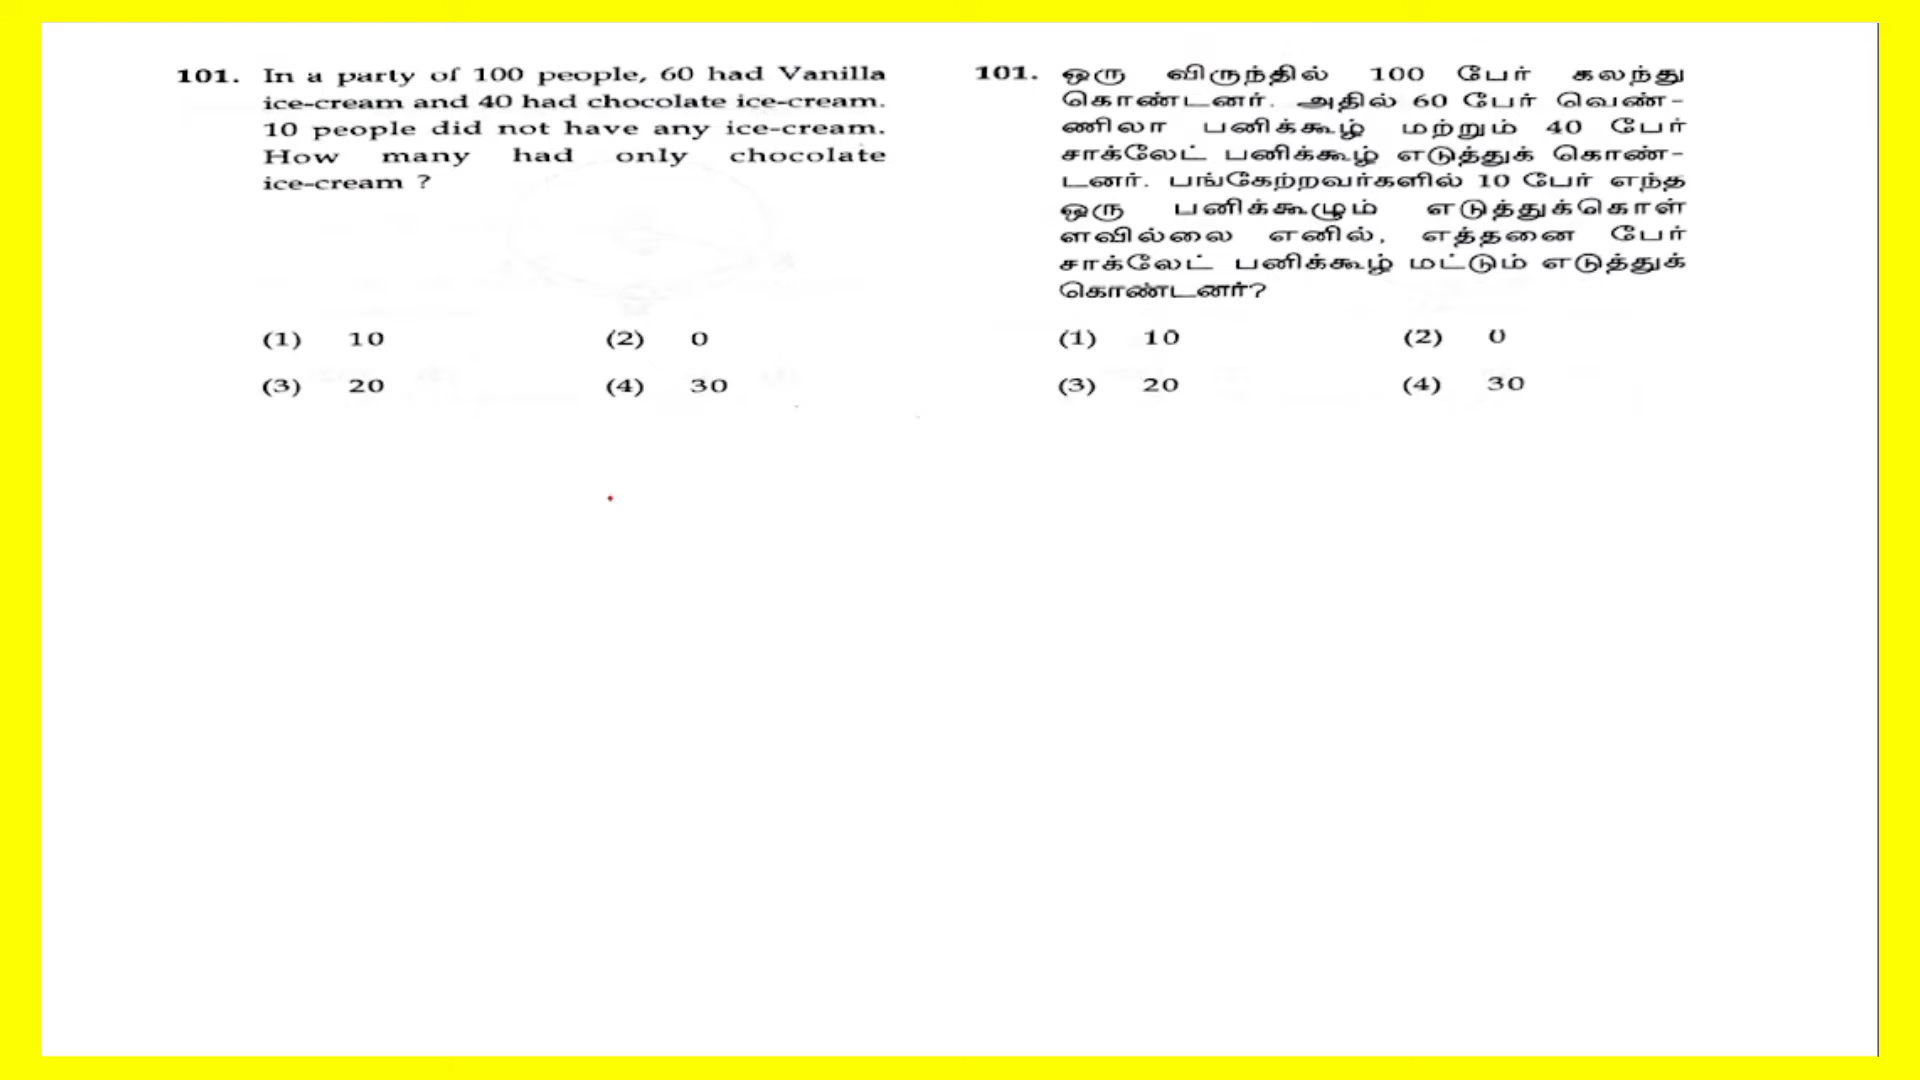 101. In a party of 100 people, 60 had Vanilla
ice-cream and 40 had chocolate ice-cream.
10 people did not have any ice-cream.
How many had only chocolate
ice-cream ?
(1) 10 (2) 0
(3) 20 (4) 30
101. ஒரு விருந்தில் 100 பேர் கலந்து
கொண்டனர். அதில் 60 பேர் வெண்-
ணிலா பனிக்கூழ் மற்றும் 40 பேர்
சாக்லேட் பனிக்கூழ் எடுத்துக் கொண்-
டனர். பங்கேற்றவர்களில் 10 பேர் எந்த
ஒரு பனிக்கூழும் எடுத்துக்கொள்
ளவில்லை எனில், எத்தனை பேர்
சாக்லேட் பனிக்கூழ் மட்டும் எடுத்துக்
கொண்டனர்?
(1) 10 (2) 0
(3) 20 (4) 30